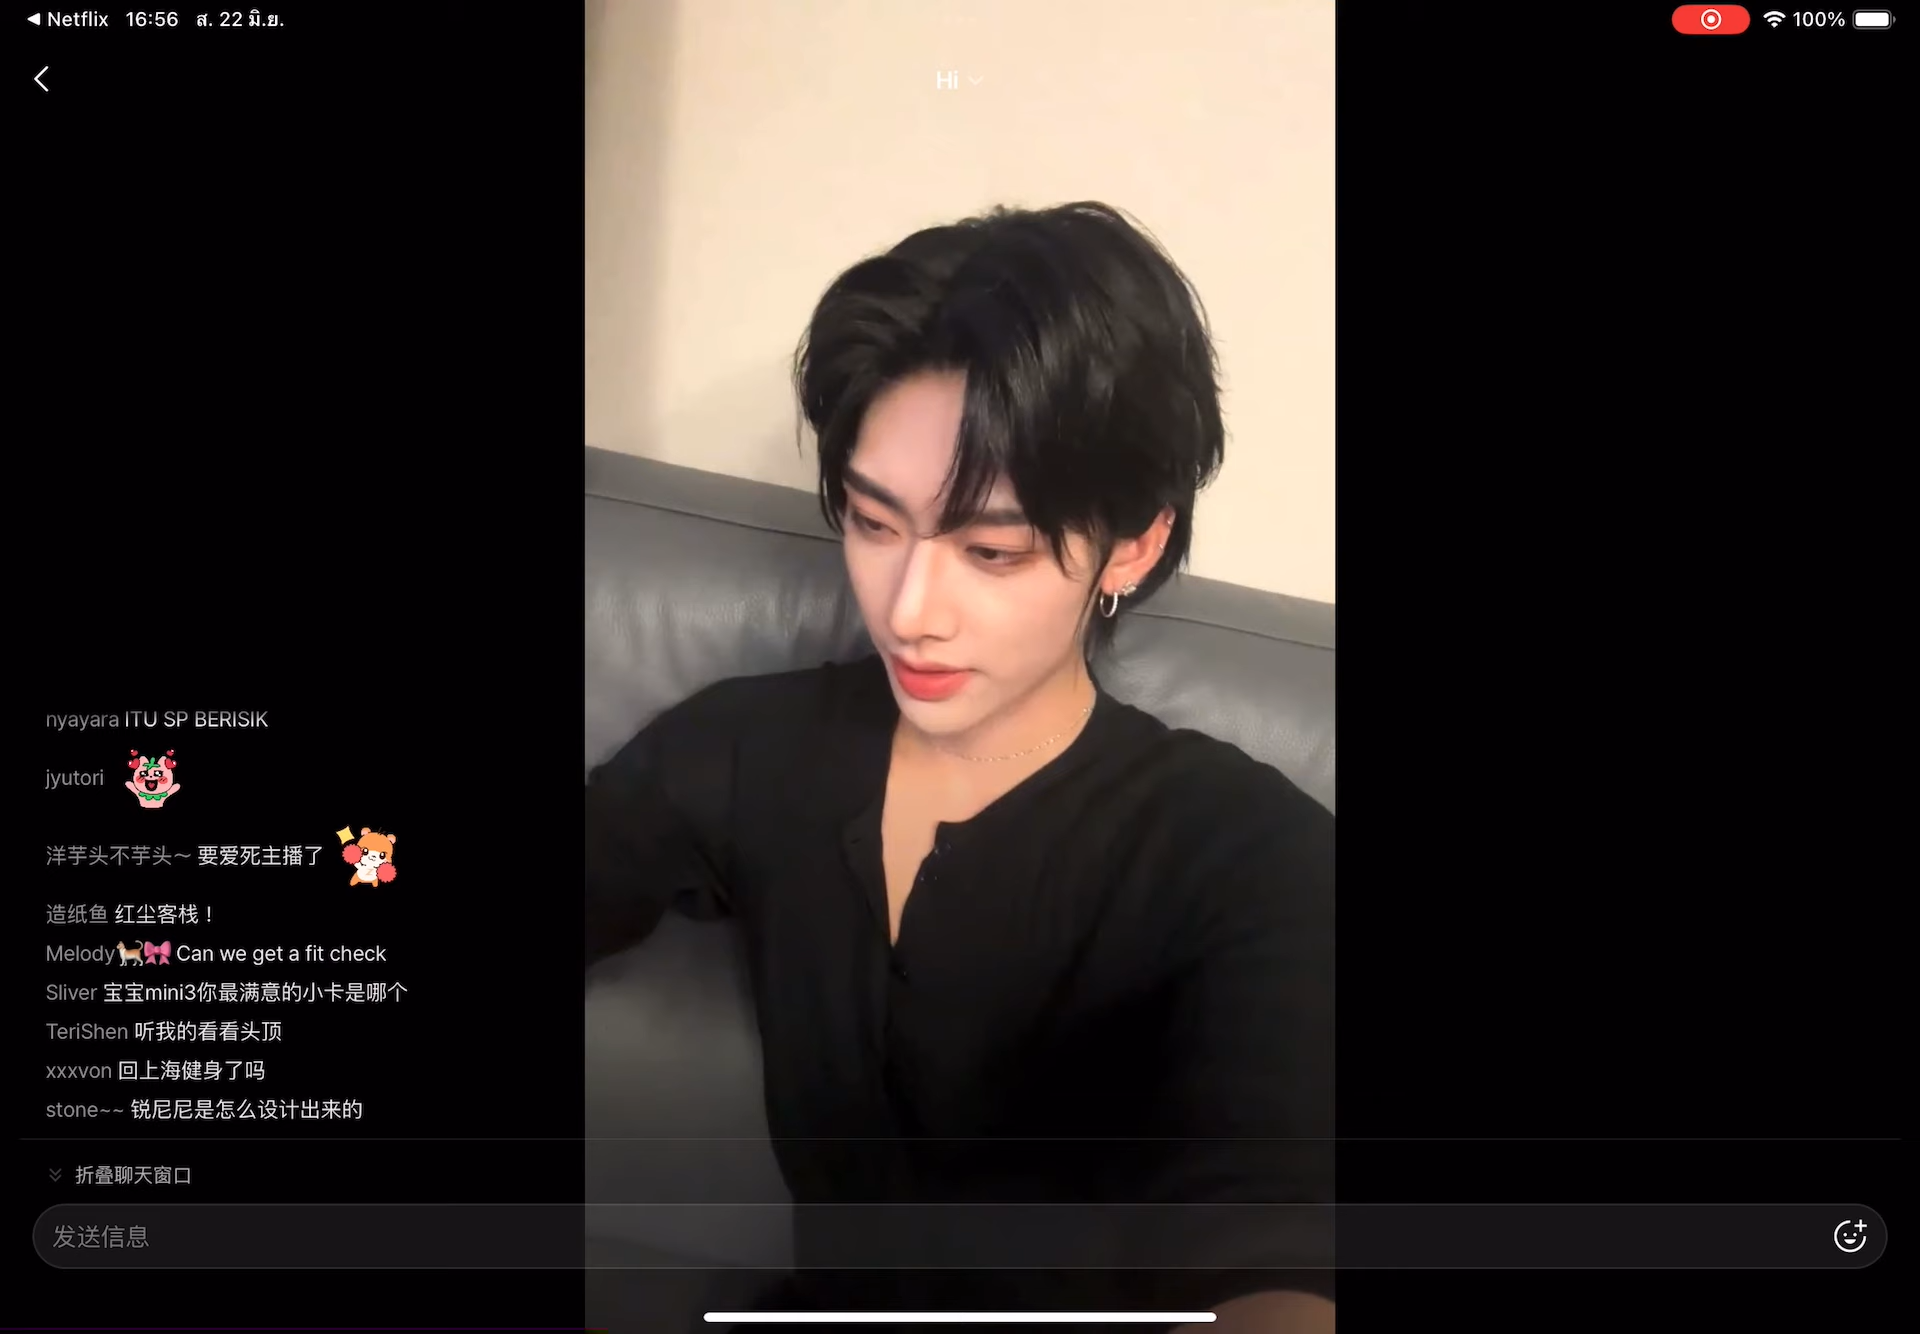 ◀ Netflix 16:56 ส. 22 มิ.ย. 100%
Hi
nyayara ITU SP BERISIK
jyutori
洋芋头不芋头～ 要爱死主播了
造纸鱼 红尘客栈！
Melody🐈🎀 Can we get a fit check
Sliver 宝宝mini3你最满意的小卡是哪个
TeriShen 听我的看看头顶
xxxvon 回上海健身了吗
stone~~ 锐尼尼是怎么设计出来的
折叠聊天窗口
发送信息